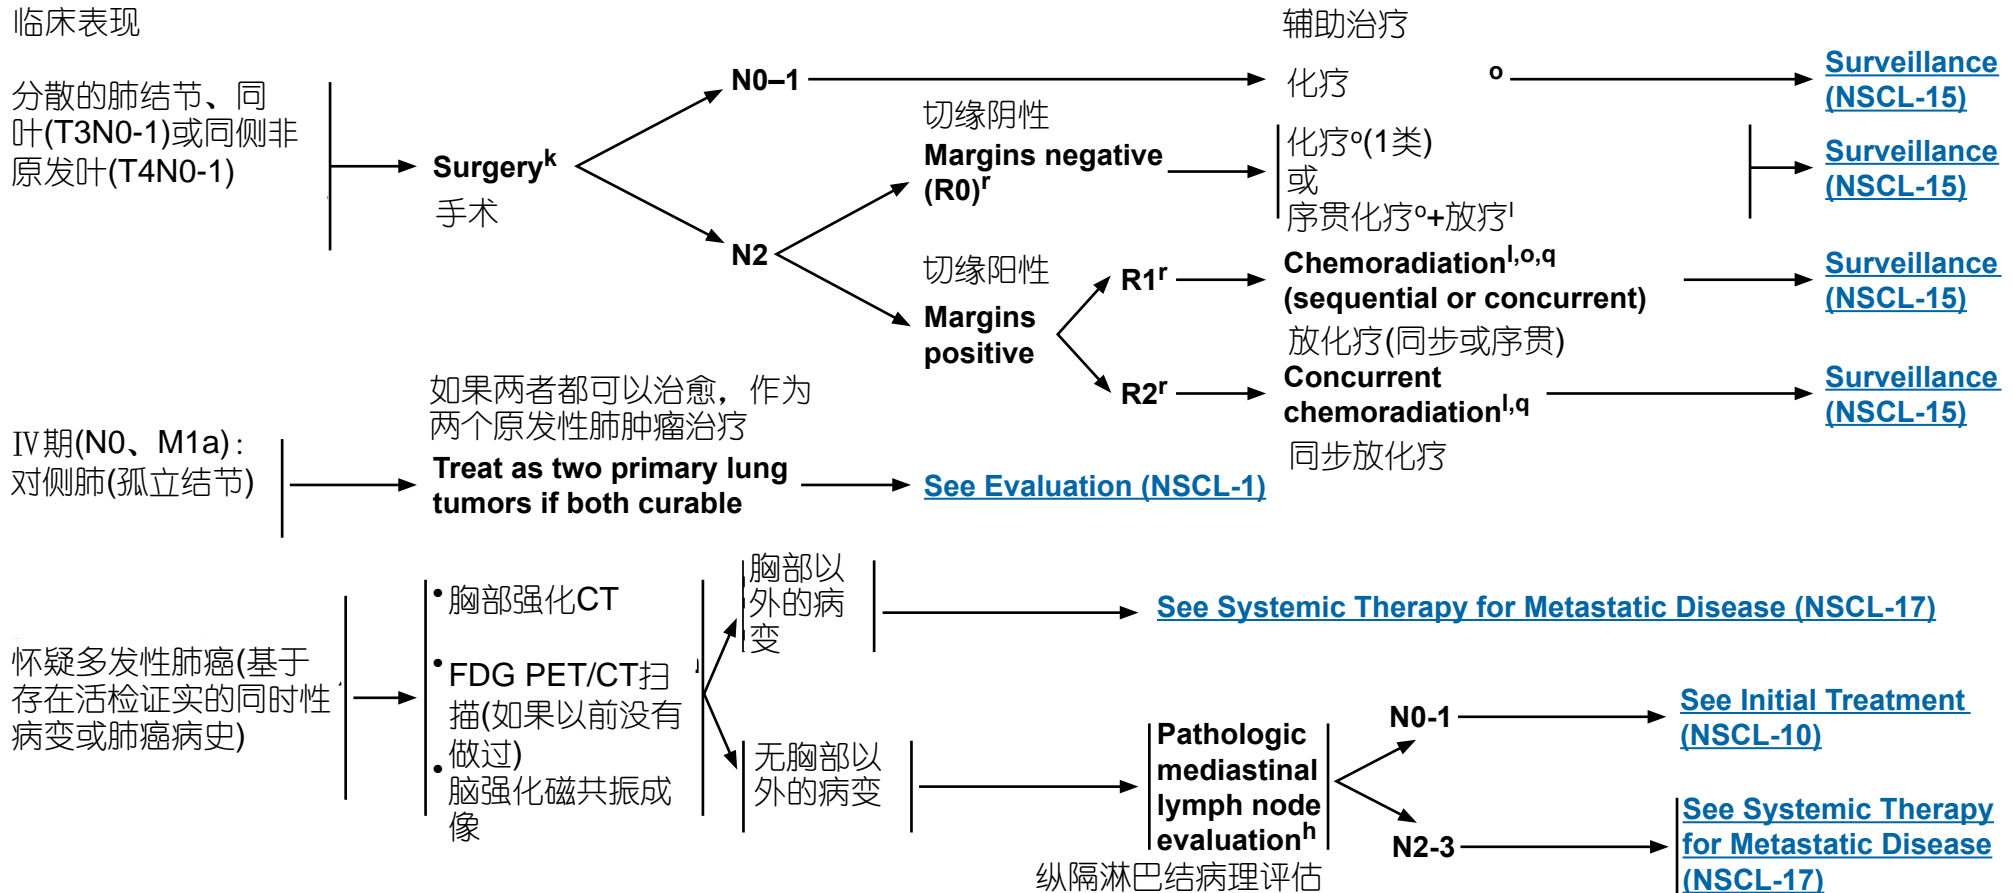 临床表现
辅助治疗
分散的肺结节、同
叶(T3N0-1)或同侧非
原发叶(T4N0-1)
Surgeryᵏ
手术
N0–1
化疗 ᵒ
Surveillance
(NSCL-15)
N2
切缘阴性
Margins negative
(R0)ʳ
化疗ᵒ(1类)
或
序贯化疗ᵒ+放疗ˡ
Surveillance
(NSCL-15)
切缘阳性
Margins
positive
R1ʳ
Chemoradiationˡ,ᵒ,q
(sequential or concurrent)
放化疗(同步或序贯)
Surveillance
(NSCL-15)
R2ʳ
Concurrent
chemoradiationˡ,q
同步放化疗
Surveillance
(NSCL-15)
Ⅳ期(N0、M1a)：
对侧肺(孤立结节)
如果两者都可以治愈，作为
两个原发性肺肿瘤治疗
Treat as two primary lung
tumors if both curable
See Evaluation (NSCL-1)
怀疑多发性肺癌(基于
存在活检证实的同时性
病变或肺癌病史)
•胸部强化CT
•FDG PET/CT扫
描(如果以前没有
做过)
•脑强化磁共振成
像
胸部以
外的病
变
See Systemic Therapy for Metastatic Disease (NSCL-17)
无胸部以
外的病变
Pathologic
mediastinal
lymph node
evaluationʰ
纵隔淋巴结病理评估
N0-1
See Initial Treatment
(NSCL-10)
N2-3
See Systemic Therapy
for Metastatic Disease
(NSCL-17)